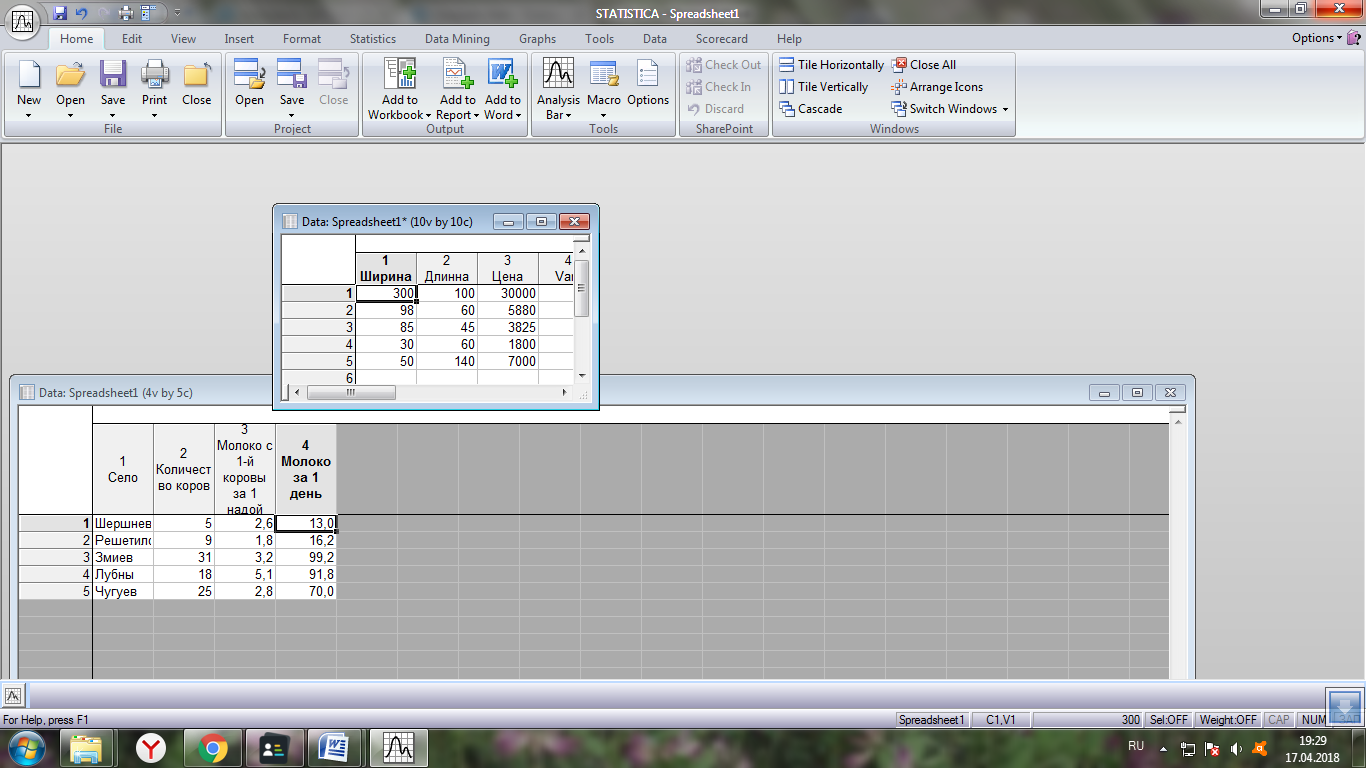 STATISTICA - Spreadsheet1
Home Edit View Insert Format Statistics Data Mining Graphs Tools Data Scorecard Help Options
New Open Save Print Close
File
Open Save Close
Project
Add to Workbook Add to Report Add to Word
Output
Analysis Bar Macro Options
Tools
Check Out
Check In
Discard
SharePoint
Tile Horizontally Close All
Tile Vertically Arrange Icons
Cascade Switch Windows
Windows
Data: Spreadsheet1* (10v by 10c)
1 2 3 4
Ширина Длинна Цена Var
1 300 100 30000
2 98 60 5880
3 85 45 3825
4 30 60 1800
5 50 140 7000
6
Data: Spreadsheet1 (4v by 5c)
1
Село
2
Количест
во коров
3
Молоко с
1-й
коровы
за 1
надой
4
Молоко
за 1
день
1 Шершнев 5 2,6 13,0
2 Решетило 9 1,8 16,2
3 Змиев 31 3,2 99,2
4 Лубны 18 5,1 91,8
5 Чугуев 25 2,8 70,0
For Help, press F1 Spreadsheet1 C1,V1 300 Sel:OFF Weight:OFF CAP NUM
RU 19:29
17.04.2018